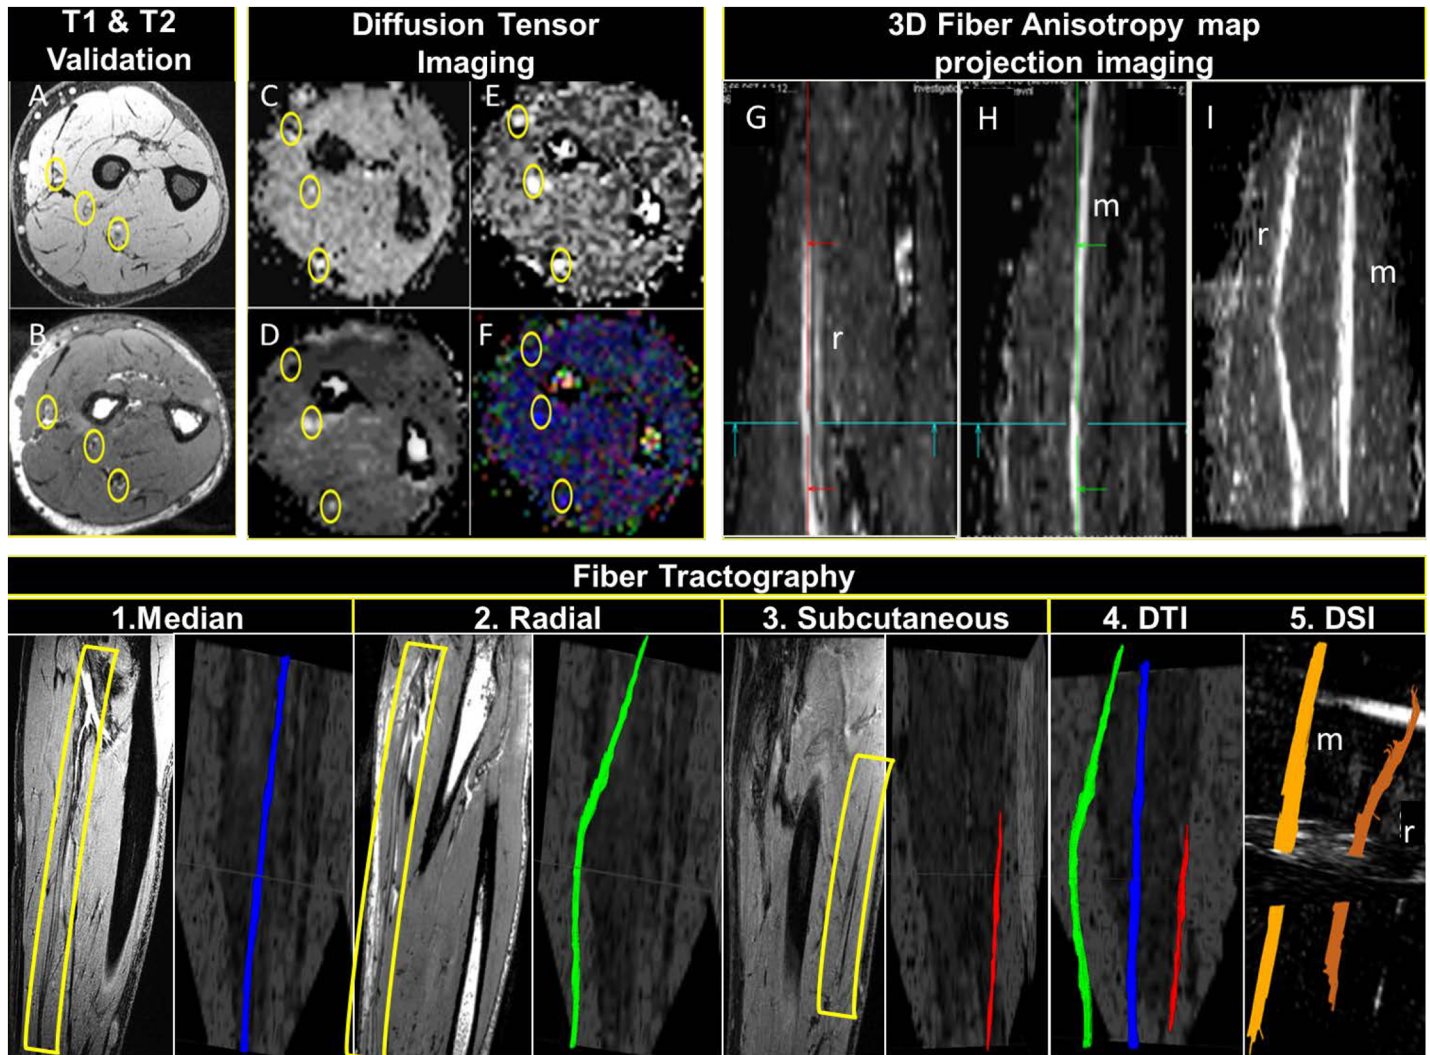 T1 & T2
Validation
Diffusion Tensor
Imaging
3D Fiber Anisotropy map
projection imaging
A
B
C
E
D
F
G
r
H
m
I
r
m
Fiber Tractography
1.Median
2. Radial
3. Subcutaneous
4. DTI
5. DSI
m
r